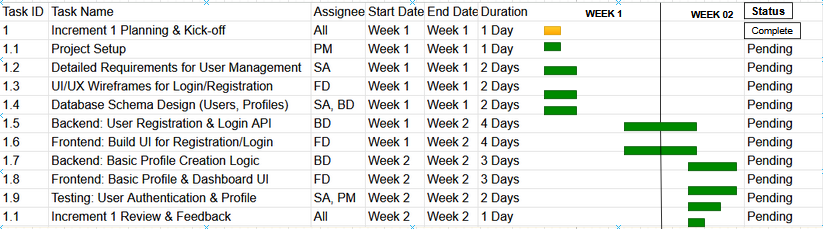 Task ID Task Name Assignee Start Date End Date Duration WEEK 1 WEEK 02 Status
1 Increment 1 Planning & Kick-off All Week 1 Week 1 1 Day Complete
1.1 Project Setup PM Week 1 Week 1 1 Day Pending
1.2 Detailed Requirements for User Management SA Week 1 Week 1 2 Days Pending
1.3 UI/UX Wireframes for Login/Registration FD Week 1 Week 1 2 Days Pending
1.4 Database Schema Design (Users, Profiles) SA, BD Week 1 Week 1 2 Days Pending
1.5 Backend: User Registration & Login API BD Week 1 Week 2 4 Days Pending
1.6 Frontend: Build UI for Registration/Login FD Week 1 Week 2 4 Days Pending
1.7 Backend: Basic Profile Creation Logic BD Week 2 Week 2 3 Days Pending
1.8 Frontend: Basic Profile & Dashboard UI FD Week 2 Week 2 3 Days Pending
1.9 Testing: User Authentication & Profile SA, PM Week 2 Week 2 2 Days Pending
1.1 Increment 1 Review & Feedback All Week 2 Week 2 1 Day Pending